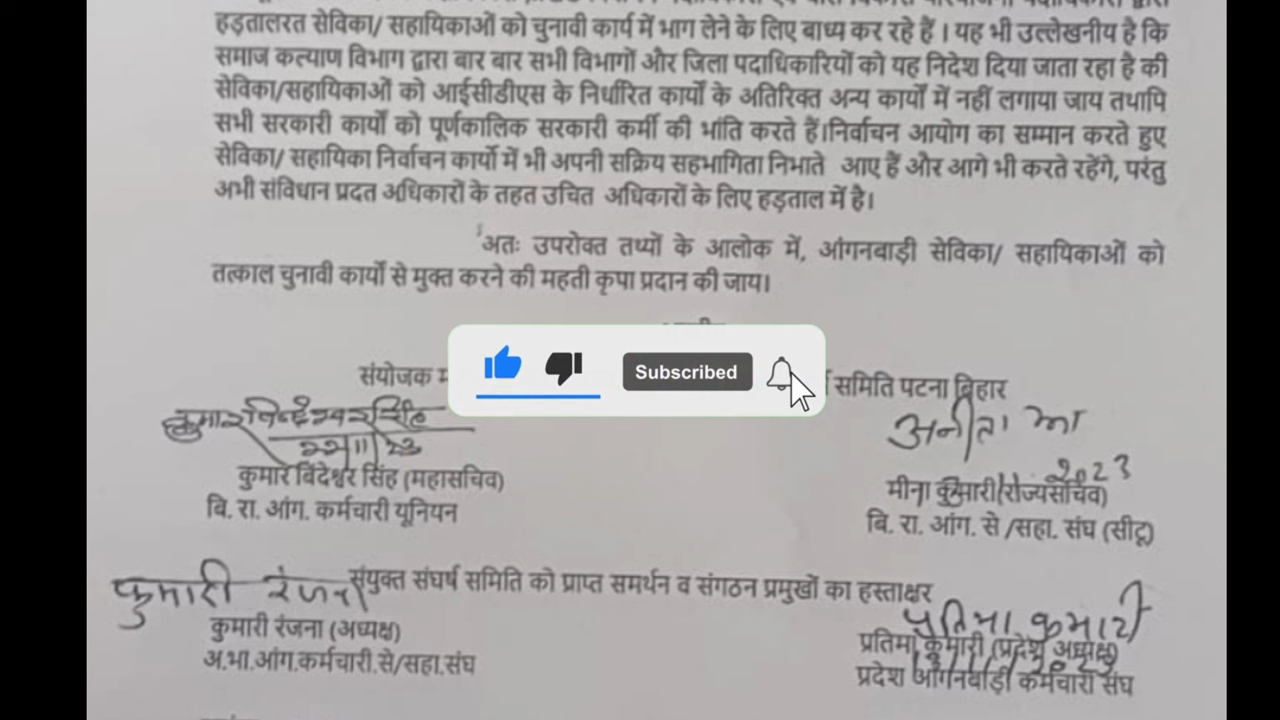 हड़तालरत सेविका/ सहायिकाओं को चुनावी कार्य में भाग लेने के लिए बाध्य कर रहे हैं । यह भी उल्लेखनीय है कि
समाज कल्याण विभाग द्वारा बार बार सभी विभागों और जिला पदाधिकारियों को यह निदेश दिया जाता रहा है की
सेविका/सहायिकाओं को आईसीडीएस के निर्धारित कार्यों के अतिरिक्त अन्य कार्यों में नहीं लगाया जाय तथापि
सभी सरकारी कार्यों को पूर्णकालिक सरकारी कर्मी की भांति करते हैं।निर्वाचन आयोग का सम्मान करते हुए
सेविका/ सहायिका निर्वाचन कार्यो में भी अपनी सक्रिय सहभागिता निभाते आए हैं और आगे भी करते रहेंगे, परंतु
अभी संविधान प्रदत अधिकारों के तहत उचित अधिकारों के लिए हड़ताल में है।
अतः उपरोक्त तथ्यों के आलोक में, आंगनबाड़ी सेविका/ सहायिकाओं को
तत्काल चुनावी कार्यों से मुक्त करने की महती कृपा प्रदान की जाय।
Subscribed
संयोजक समिति पटना बिहार
अनीता झा
कुमार बिंदेश्वर सिंह (महासचिव)
2023
मीना कुमारी(राज्यसचिव)
बि. रा. आंग. कर्मचारी यूनियन
बि. रा. आंग. से /सहा. संघ (सीटू)
संयुक्त संघर्ष समिति को प्राप्त समर्थन व संगठन प्रमुखों का हस्ताक्षर
कुमारी रंजना
प्रतिमा कुमारी
कुमारी रंजना (अध्यक्ष)
प्रतिमा कुमारी (प्रदेश अध्यक्ष)
अ.भा.आंग.कर्मचारी.से/सहा.संघ
प्रदेश आंगनबाड़ी कर्मचारी संघ